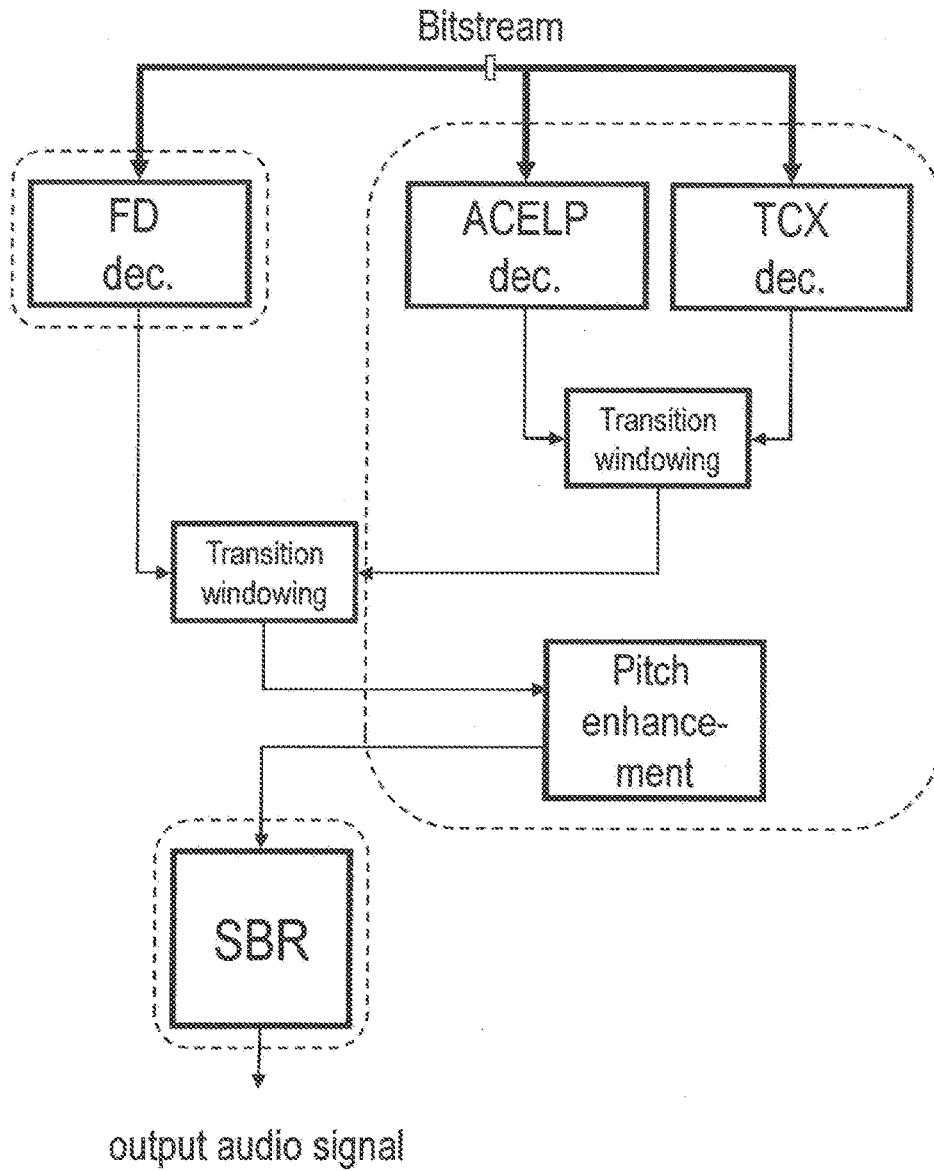 Bitstream
FD
dec.
ACELP
dec.
TCX
dec.
Transition
windowing
Transition
windowing
Pitch
enhance-
ment
SBR
output audio signal